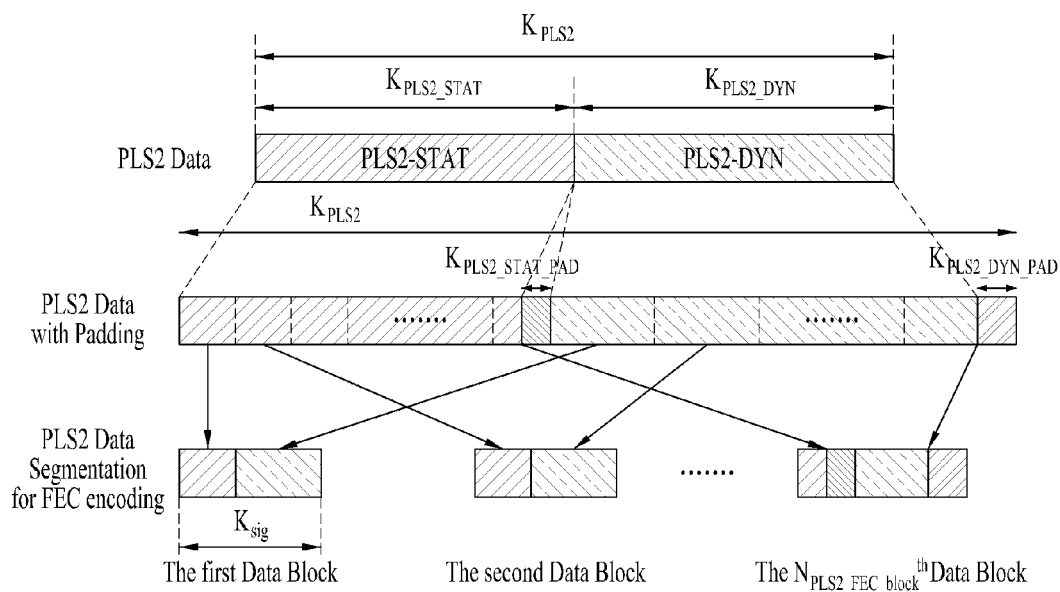 K_PLS2
K_PLS2_STAT K_PLS2_DYN
PLS2 Data PLS2-STAT PLS2-DYN
K_PLS2
K_PLS2_STAT_PAD K_PLS2_DYN_PAD
PLS2 Data
with Padding
PLS2 Data
Segmentation
for FEC encoding
K_sig
The first Data Block The second Data Block The N_PLS2_FEC_block^th Data Block